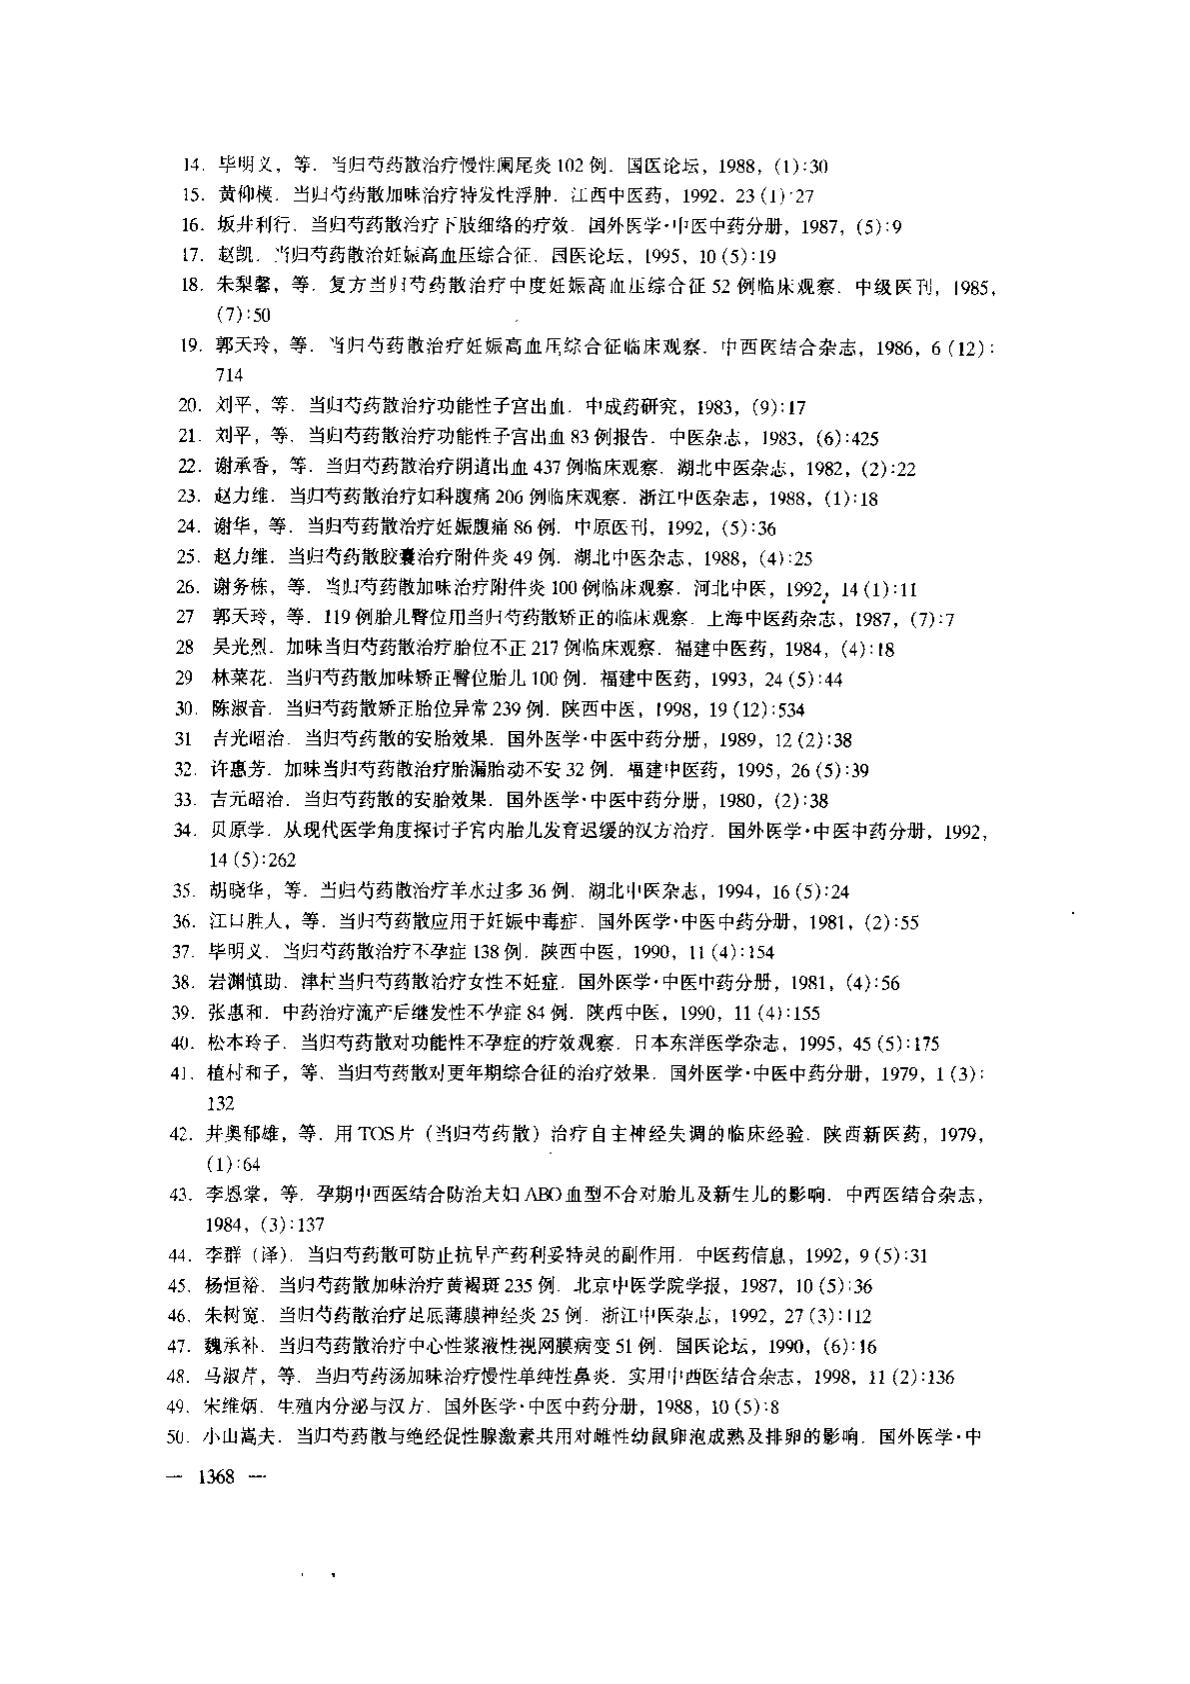 14. 毕明义，等. 当归芍药散治疗慢性阑尾炎 102 例. 国医论坛，1988，(1):30
15. 黄仰模. 当归芍药散加味治疗特发性浮肿. 江西中医药，1992. 23 (1):27
16. 坂井利行. 当归芍药散治疗下肢细络的疗效. 国外医学·中医中药分册，1987，(5):9
17. 赵凯. 当归芍药散治妊娠高血压综合征. 国医论坛，1995，10 (5):19
18. 朱梨馨，等. 复方当归芍药散治疗中度妊娠高血压综合征 52 例临床观察. 中级医刊，1985，
(7):50
19. 郭天玲，等. 当归芍药散治疗妊娠高血压综合征临床观察. 中西医结合杂志，1986，6 (12):
714
20. 刘平，等. 当归芍药散治疗功能性子宫出血. 中成药研究，1983，(9):17
21. 刘平，等. 当归芍药散治疗功能性子宫出血 83 例报告. 中医杂志，1983，(6):425
22. 谢承香，等. 当归芍药散治疗阴道出血 437 例临床观察. 湖北中医杂志，1982，(2):22
23. 赵力维. 当归芍药散治疗妇科腹痛 206 例临床观察. 浙江中医杂志，1988，(1):18
24. 谢华，等. 当归芍药散治疗妊娠腹痛 86 例. 中原医刊，1992，(5):36
25. 赵力维. 当归芍药散胶囊治疗附件炎 49 例. 湖北中医杂志，1988，(4):25
26. 谢务栋，等. 当归芍药散加味治疗附件炎 100 例临床观察. 河北中医，1992，14 (1):11
27 郭天玲，等. 119 例胎儿臀位用当归芍药散矫正的临床观察. 上海中医药杂志，1987，(7):7
28 吴光烈. 加味当归芍药散治疗胎位不正 217 例临床观察. 福建中医药，1984，(4):18
29 林菜花. 当归芍药散加味矫正臀位胎儿 100 例. 福建中医药，1993，24 (5):44
30. 陈淑音. 当归芍药散矫正胎位异常 239 例. 陕西中医，1998，19 (12):534
31 吉光昭治. 当归芍药散的安胎效果. 国外医学·中医中药分册，1989，12 (2):38
32. 许惠芳. 加味当归芍药散治疗胎漏胎动不安 32 例. 福建中医药，1995，26 (5):39
33. 吉元昭治. 当归芍药散的安胎效果. 国外医学·中医中药分册，1980，(2):38
34. 贝原学. 从现代医学角度探讨子宫内胎儿发育迟缓的汉方治疗. 国外医学·中医中药分册，1992，
14 (5):262
35. 胡晓华，等. 当归芍药散治疗羊水过多 36 例. 湖北中医杂志，1994，16 (5):24
36. 江口胜人，等. 当归芍药散应用于妊娠中毒症. 国外医学·中医中药分册，1981，(2):55
37. 毕明义. 当归芍药散治疗不孕症 138 例. 陕西中医，1990，11 (4):154
38. 岩渊慎助. 津村当归芍药散治疗女性不妊症. 国外医学·中医中药分册，1981，(4):56
39. 张惠和. 中药治疗流产后继发性不孕症 84 例. 陕西中医，1990，11 (4):155
40. 松本玲子. 当归芍药散对功能性不孕症的疗效观察. 日本东洋医学杂志，1995，45 (5):175
41. 植村和子，等. 当归芍药散对更年期综合征的治疗效果. 国外医学·中医中药分册，1979，1 (3):
132
42. 井奥郁雄，等. 用 TOS 片（当归芍药散）治疗自主神经失调的临床经验. 陕西新医药，1979，
(1):64
43. 李恩棠，等. 孕期中西医结合防治夫妇 ABO 血型不合对胎儿及新生儿的影响. 中西医结合杂志，
1984，(3):137
44. 李群（译）. 当归芍药散可防止抗早产药利妥特灵的副作用. 中医药信息，1992，9 (5):31
45. 杨恒裕. 当归芍药散加味治疗黄褐斑 235 例. 北京中医学院学报，1987，10 (5):36
46. 朱树宽. 当归芍药散治疗足底薄膜神经炎 25 例. 浙江中医杂志，1992，27 (3):112
47. 魏承朴. 当归芍药散治疗中心性浆液性视网膜病变 51 例. 国医论坛，1990，(6):16
48. 马淑芹，等. 当归芍药汤加味治疗慢性单纯性鼻炎. 实用中西医结合杂志，1998，11 (2):136
49. 宋维炳. 生殖内分泌与汉方. 国外医学·中医中药分册，1988，10 (5):8
50. 小山嵩夫. 当归芍药散与绝经促性腺激素共用对雌性幼鼠卵泡成熟及排卵的影响. 国外医学·中
— 1368 —